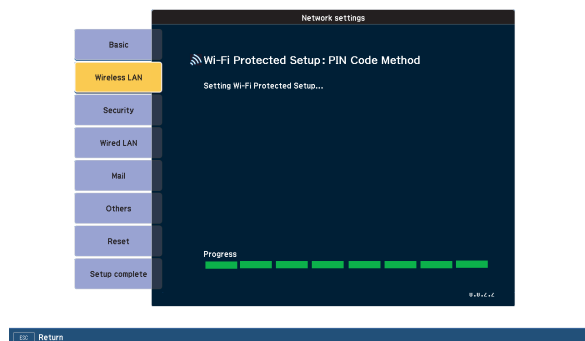 Network settings
Basic
Wireless LAN
Security
Wired LAN
Mail
Others
Reset
Setup complete
Wi-Fi Protected Setup: PIN Code Method
Setting Wi-Fi Protected Setup...
Progress
ESC Return